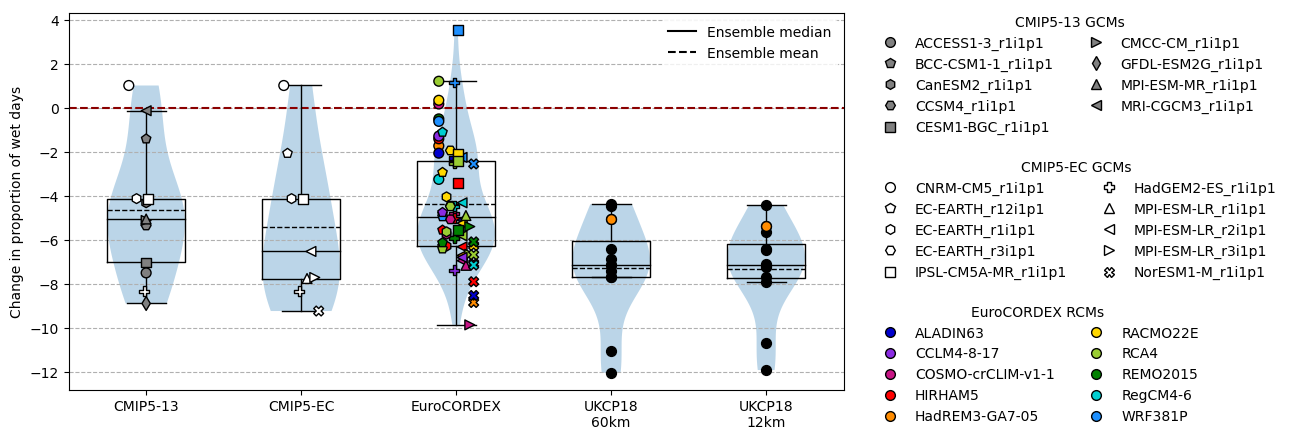 Change in proportion of wet days
4
2
0
−2
−4
−6
−8
−10
−12
Ensemble median
Ensemble mean
CMIP5-13
CMIP5-EC
EuroCORDEX
UKCP18
60km
UKCP18
12km
CMIP5-13 GCMs
ACCESS1-3_r1i1p1
BCC-CSM1-1_r1i1p1
CanESM2_r1i1p1
CCSM4_r1i1p1
CESM1-BGC_r1i1p1
CMCC-CM_r1i1p1
GFDL-ESM2G_r1i1p1
MPI-ESM-MR_r1i1p1
MRI-CGCM3_r1i1p1
CMIP5-EC GCMs
CNRM-CM5_r1i1p1
EC-EARTH_r12i1p1
EC-EARTH_r1i1p1
EC-EARTH_r3i1p1
IPSL-CM5A-MR_r1i1p1
HadGEM2-ES_r1i1p1
MPI-ESM-LR_r1i1p1
MPI-ESM-LR_r2i1p1
MPI-ESM-LR_r3i1p1
NorESM1-M_r1i1p1
EuroCORDEX RCMs
ALADIN63
CCLM4-8-17
COSMO-crCLIM-v1-1
HIRHAM5
HadREM3-GA7-05
RACMO22E
RCA4
REMO2015
RegCM4-6
WRF381P